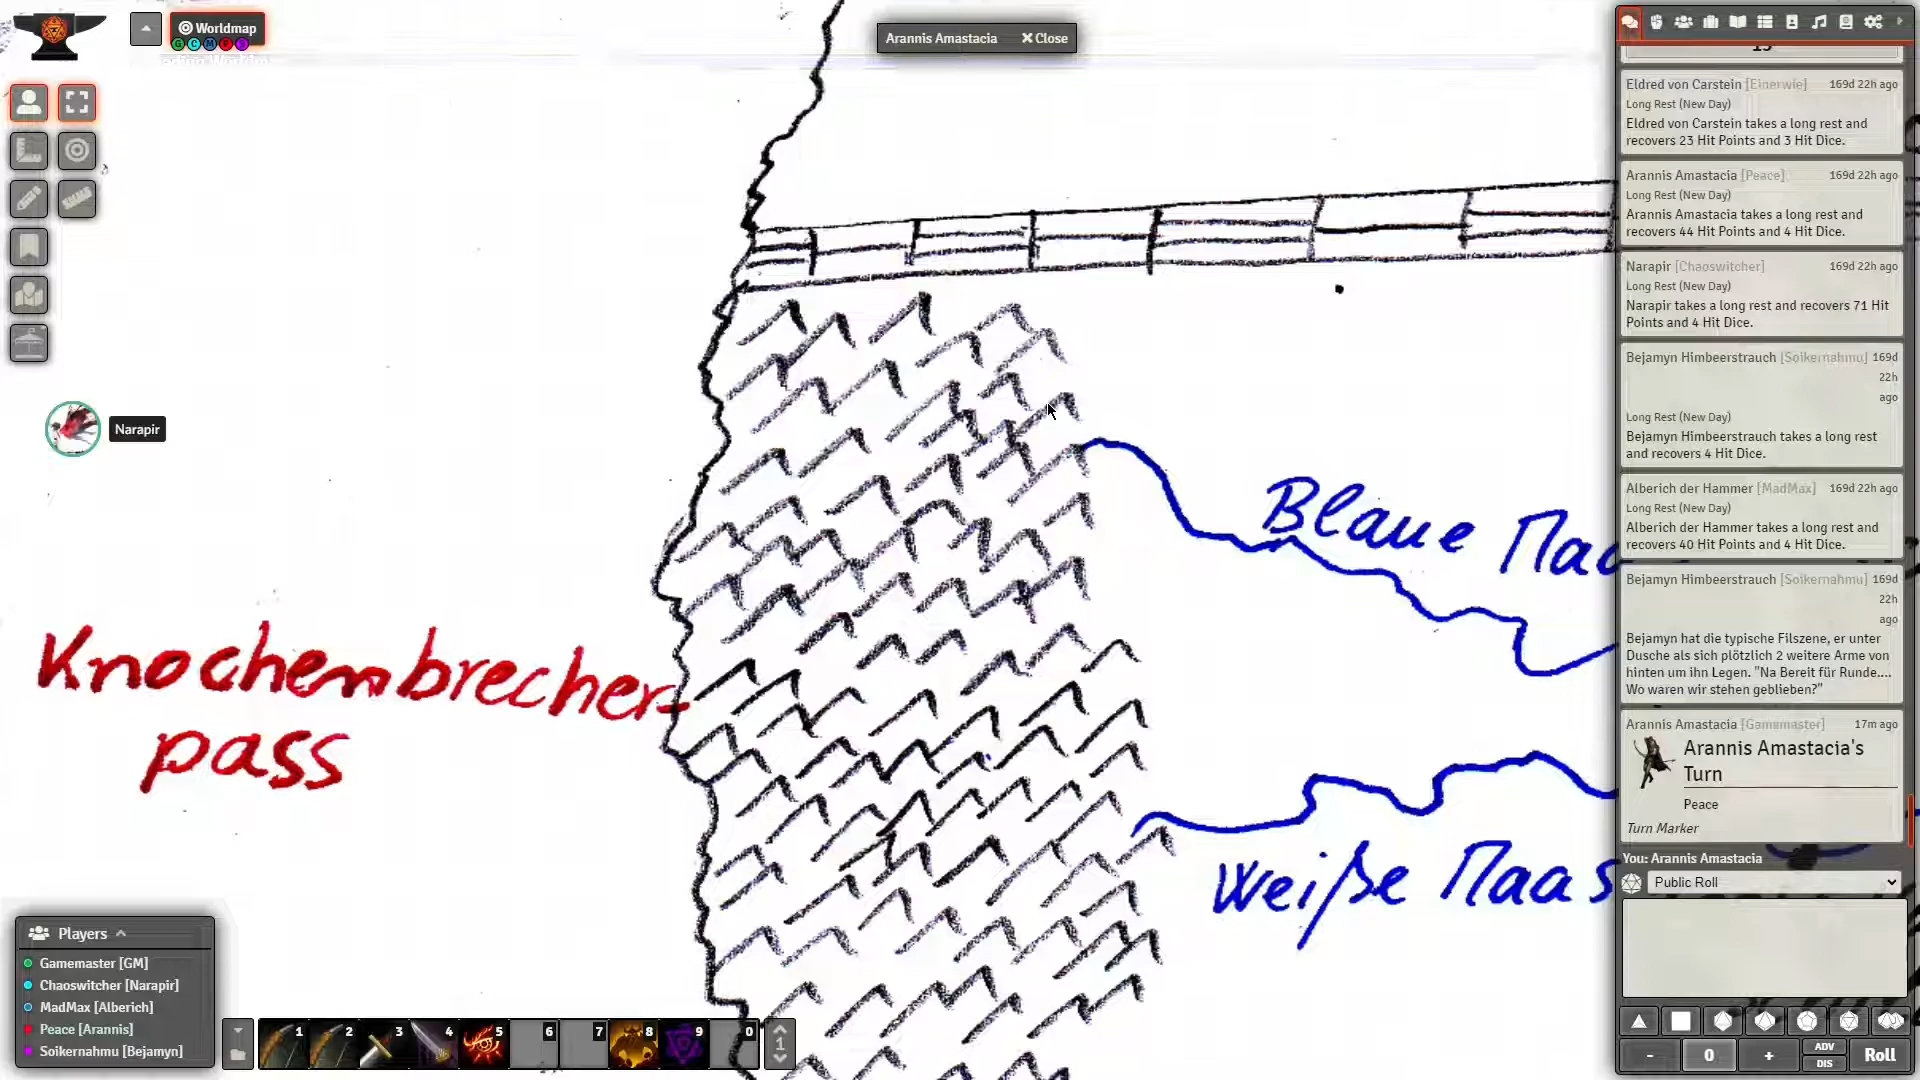 Worldmap
G C M P S
Arannis Amastacia Close
Narapir
Knochenbrecher-
pass
Blaue Maa
Weiße Maas
Players
Gamemaster [GM]
Chaoswitcher [Narapir]
MadMax [Alberich]
Peace [Arannis]
Soikernahmu [Bejamyn]
1 2 3 4 5 6 7 8 9 0
1
Eldred von Carstein [Einerwie] 169d 22h ago
Long Rest (New Day)
Eldred von Carstein takes a long rest and
recovers 23 Hit Points and 3 Hit Dice.
Arannis Amastacia [Peace] 169d 22h ago
Long Rest (New Day)
Arannis Amastacia takes a long rest and
recovers 44 Hit Points and 4 Hit Dice.
Narapir [Chaoswitcher] 169d 22h ago
Long Rest (New Day)
Narapir takes a long rest and recovers 71 Hit
Points and 4 Hit Dice.
Bejamyn Himbeerstrauch [Soikernahmu] 169d
22h
ago
Long Rest (New Day)
Bejamyn Himbeerstrauch takes a long rest
and recovers 4 Hit Dice.
Alberich der Hammer [MadMax] 169d 22h ago
Long Rest (New Day)
Alberich der Hammer takes a long rest and
recovers 40 Hit Points and 4 Hit Dice.
Bejamyn Himbeerstrauch [Soikernahmu] 169d
22h
ago
Bejamyn hat die typische Filszene, er unter
Dusche als sich plötzlich 2 weitere Arme von
hinten um ihn Legen. "Na Bereit für Runde....
Wo waren wir stehen geblieben?"
Arannis Amastacia [Gamemaster] 17m ago
Arannis Amastacia's
Turn
Peace
Turn Marker
You: Arannis Amastacia
Public Roll
- 0 + ADV
DIS Roll